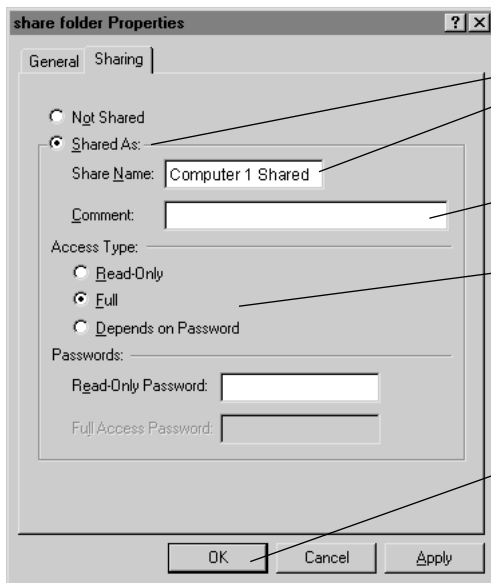 share folder Properties
General Sharing
Not Shared
Shared As:
Share Name: Computer 1 Shared
Comment:
Access Type:
Read-Only
Full
Depends on Password
Passwords:
Read-Only Password:
Full Access Password:
OK Cancel Apply